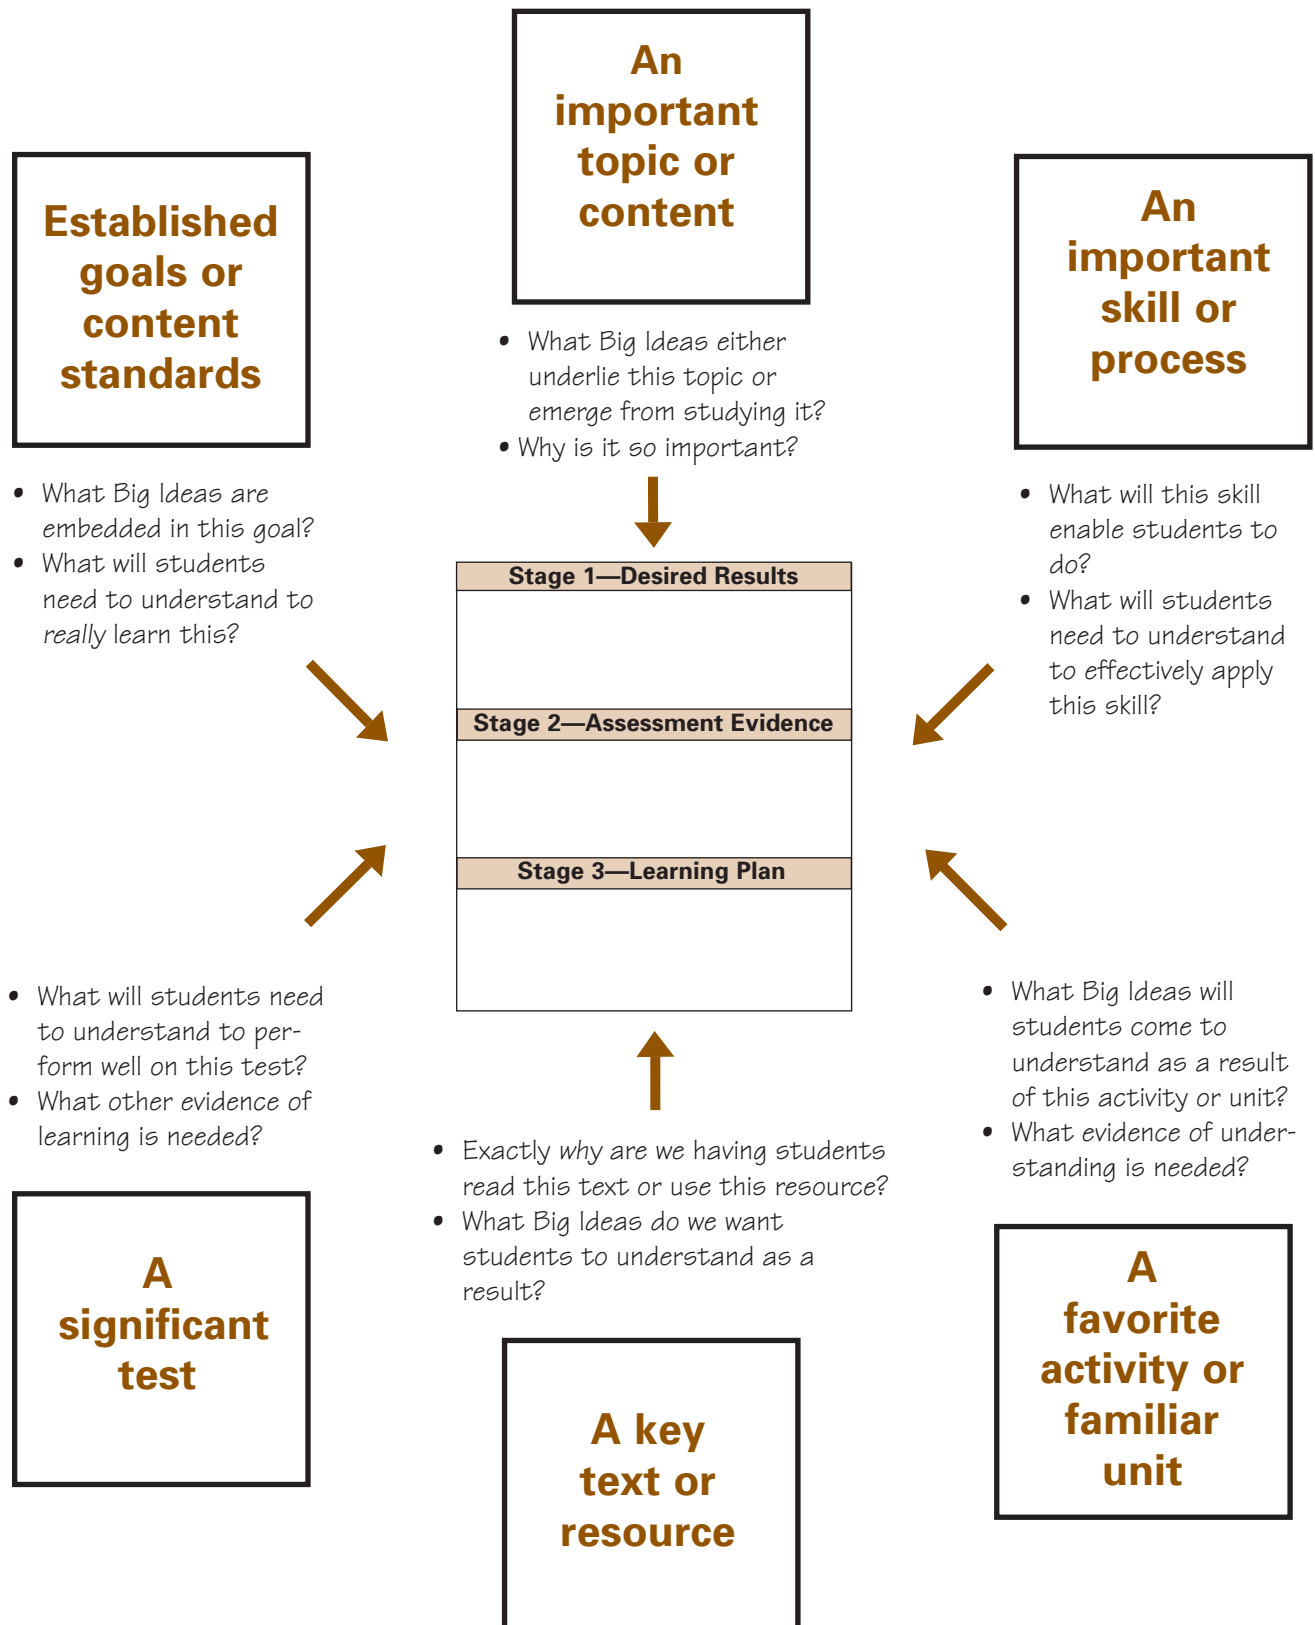 An
important
topic or
content
Established
goals or
content
standards
An
important
skill or
process
• What Big Ideas either
underlie this topic or
emerge from studying it?
• Why is it so important?
• What Big Ideas are
embedded in this goal?
• What will students
need to understand to
really learn this?
• What will this skill
enable students to
do?
• What will students
need to understand
to effectively apply
this skill?
Stage 1—Desired Results
Stage 2—Assessment Evidence
Stage 3—Learning Plan
• What will students need
to understand to per-
form well on this test?
• What other evidence of
learning is needed?
• Exactly why are we having students
read this text or use this resource?
• What Big Ideas do we want
students to understand as a
result?
• What Big Ideas will
students come to
understand as a result
of this activity or unit?
• What evidence of under-
standing is needed?
A
significant
test
A key
text or
resource
A
favorite
activity or
familiar
unit